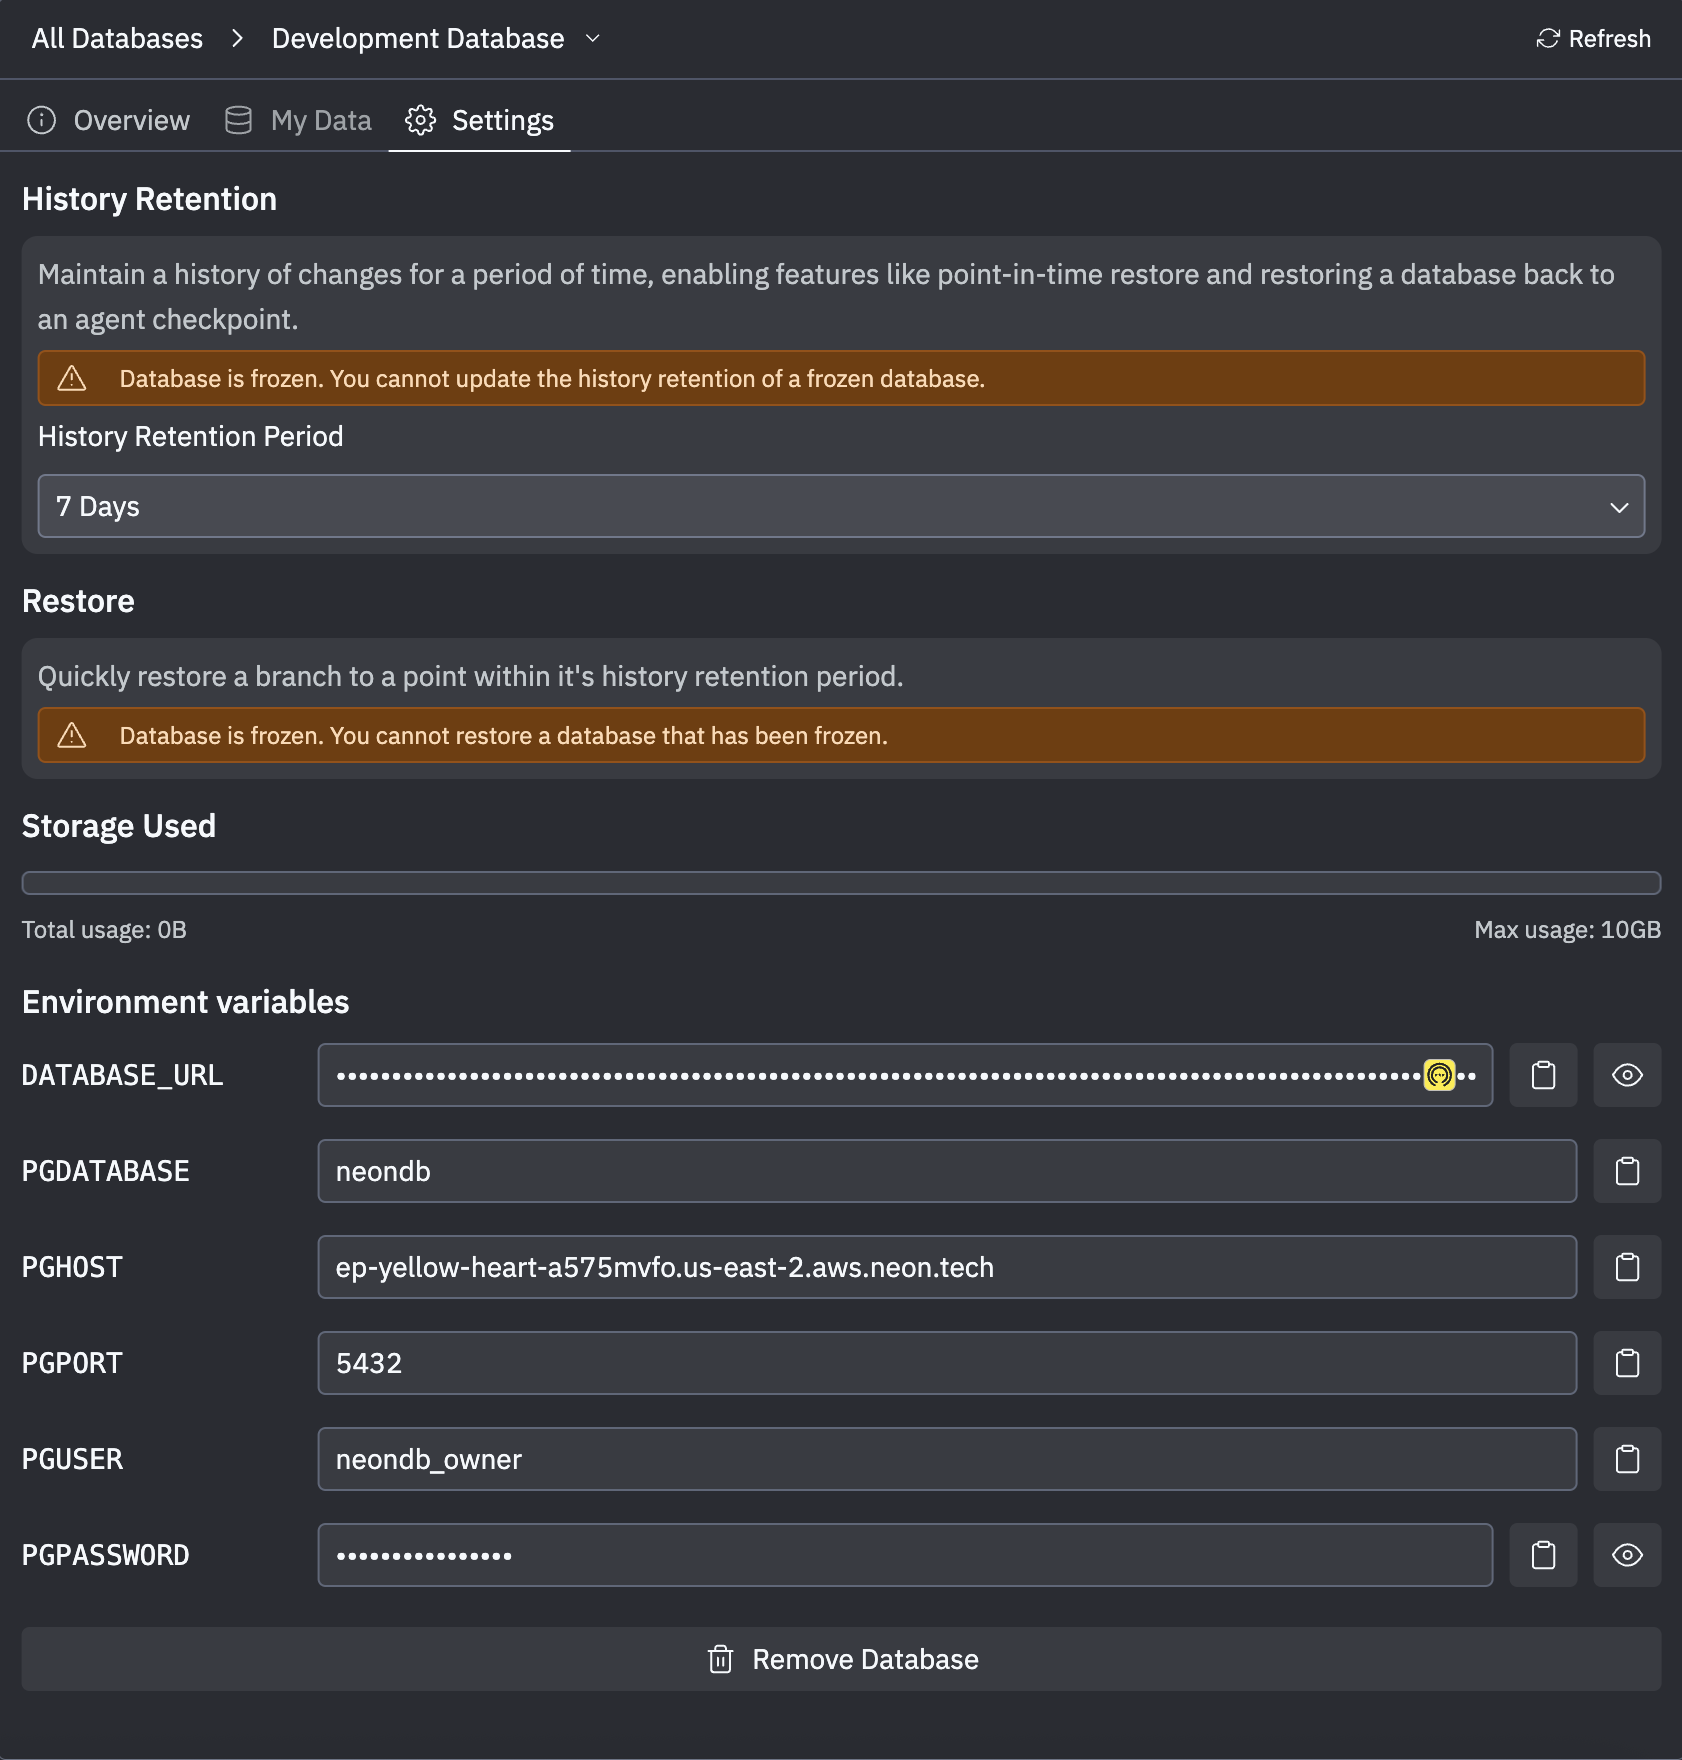 All Databases > Development Database
Refresh
Overview
My Data
Settings
History Retention
Maintain a history of changes for a period of time, enabling features like point-in-time restore and restoring a database back to
an agent checkpoint.
Database is frozen. You cannot update the history retention of a frozen database.
History Retention Period
7 Days
Restore
Quickly restore a branch to a point within it's history retention period.
Database is frozen. You cannot restore a database that has been frozen.
Storage Used
Total usage: 0B
Max usage: 10GB
Environment variables
DATABASE_URL
PGDATABASE
neondb
PGHOST
ep-yellow-heart-a575mvfo.us-east-2.aws.neon.tech
PGPORT
5432
PGUSER
neondb_owner
PGPASSWORD
••••••••••••••••
Remove Database